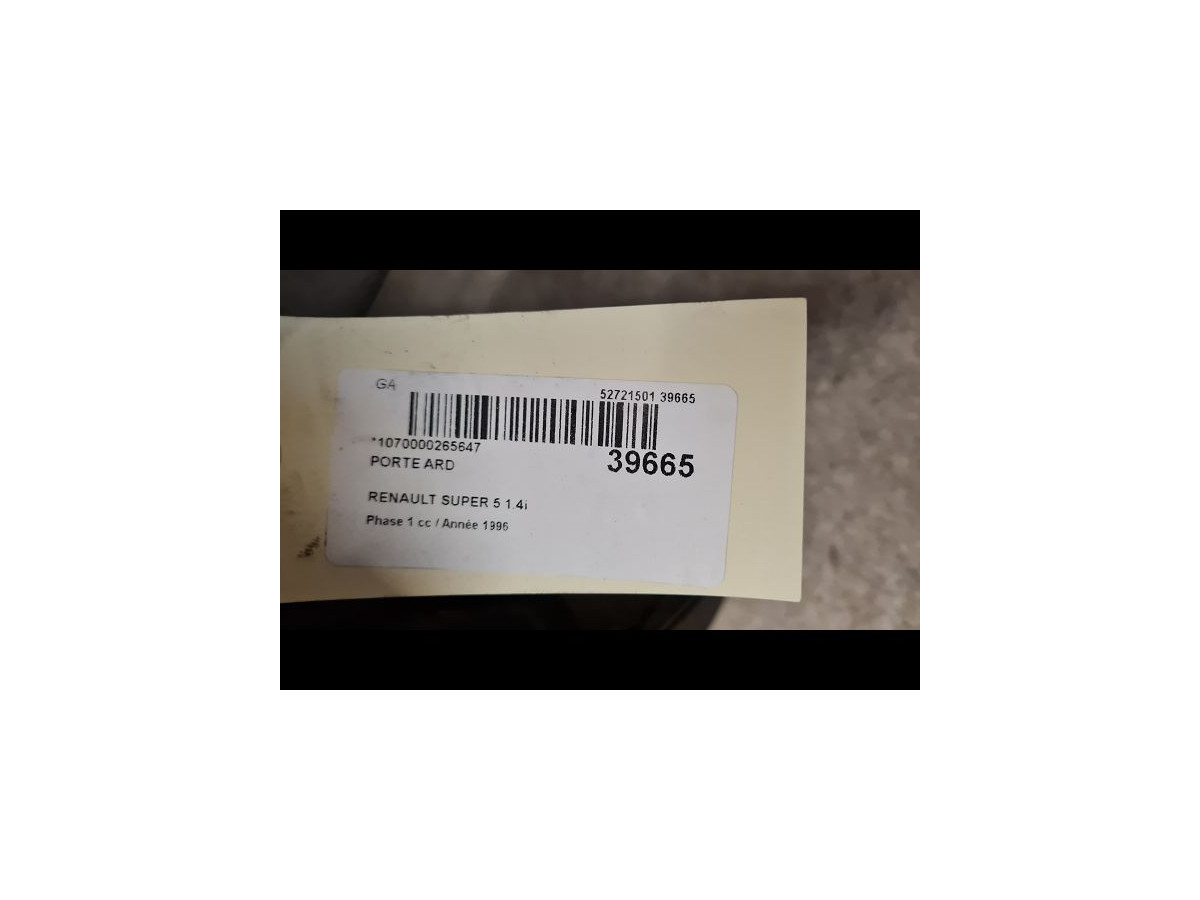 G4
52721501 39665
*1070000265647
39665
PORTE ARD
RENAULT SUPER 5 1.4i
Phase 1 cc / Année 1996